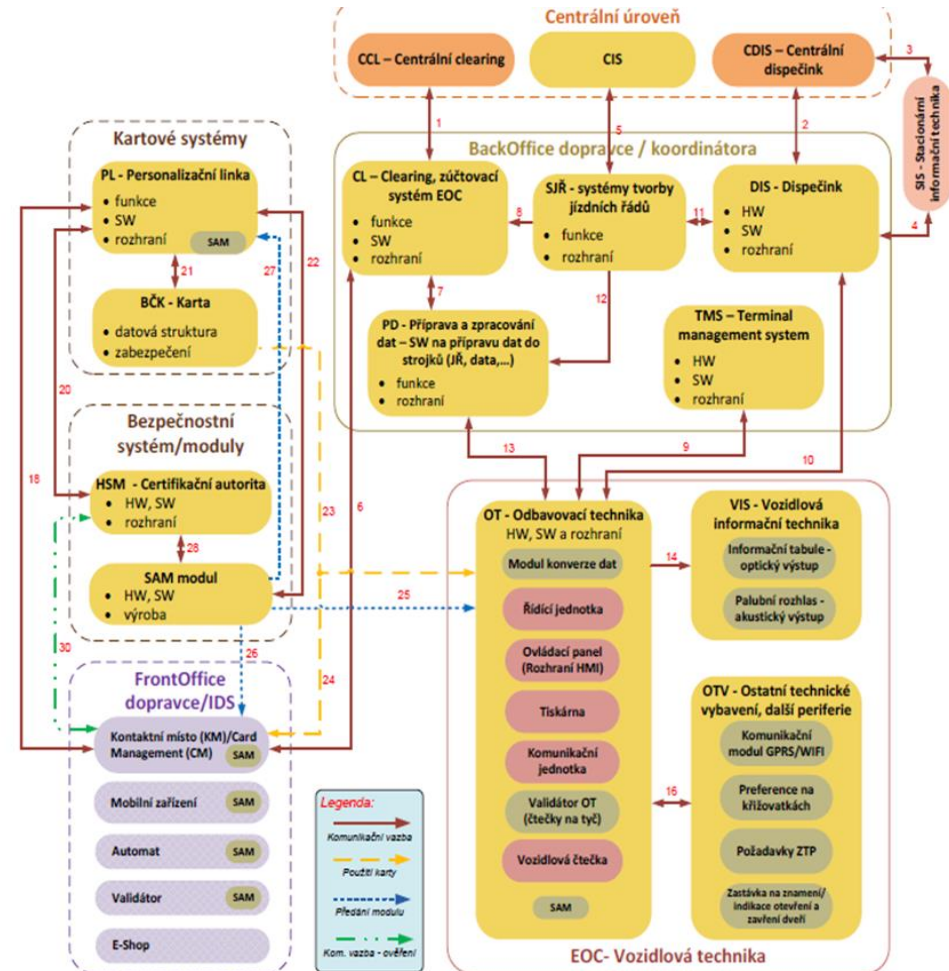 Centrální úroveň
CCL – Centrální clearing
CIS
CDIS – Centrální
dispečink
3
SIS - Stacionární
informační technika
1
5
2
4
Kartové systémy
PL - Personalizační linka
• funkce
• SW
• rozhraní
SAM
21
27
22
BČK - Karta
• datová struktura
• zabezpečení
20
18
BackOffice dopravce / koordinátora
CL – Clearing, zúčtovací
systém EOC
• funkce
• SW
• rozhraní
8
SJŘ - systémy tvorby
jízdních řádů
• funkce
• rozhraní
11
DIS - Dispečink
• HW
• SW
• rozhraní
7
12
PD - Příprava a zpracování
dat – SW na přípravu dat do
strojků (JŘ, data,...)
• funkce
• rozhraní
TMS – Terminal
management system
• HW
• SW
• rozhraní
13
9
10
Bezpečnostní
systém/moduly
HSM - Certifikační autorita
• HW, SW
• rozhraní
28
SAM modul
• HW, SW
• výroba
23
6
25
26
30
24
FrontOffice
dopravce/IDS
Kontaktní místo (KM)/Card
Management (CM)
SAM
Mobilní zařízení
SAM
Automat
SAM
Validátor
SAM
E-Shop
Legenda:
Komunikační vazba
Použití karty
Předání modulu
Kom. vazba - ověření
OT - Odbavovací technika
HW, SW a rozhraní
Modul konverze dat
Řídící jednotka
Ovládací panel
(Rozhraní HMI)
Tiskárna
Komunikační
jednotka
Validátor OT
(čtečky na tyč)
Vozidlová čtečka
SAM
14
16
VIS - Vozidlová
informační technika
Informační tabule -
optický výstup
Palubní rozhlas -
akustický výstup
OTV - Ostatní technické
vybavení, další periferie
Komunikační
modul GPRS/WIFI
Preference na
křižovatkách
Požadavky ZTP
Zastávka na znamení/
indikace otevření a
zavření dveří
EOC- Vozidlová technika